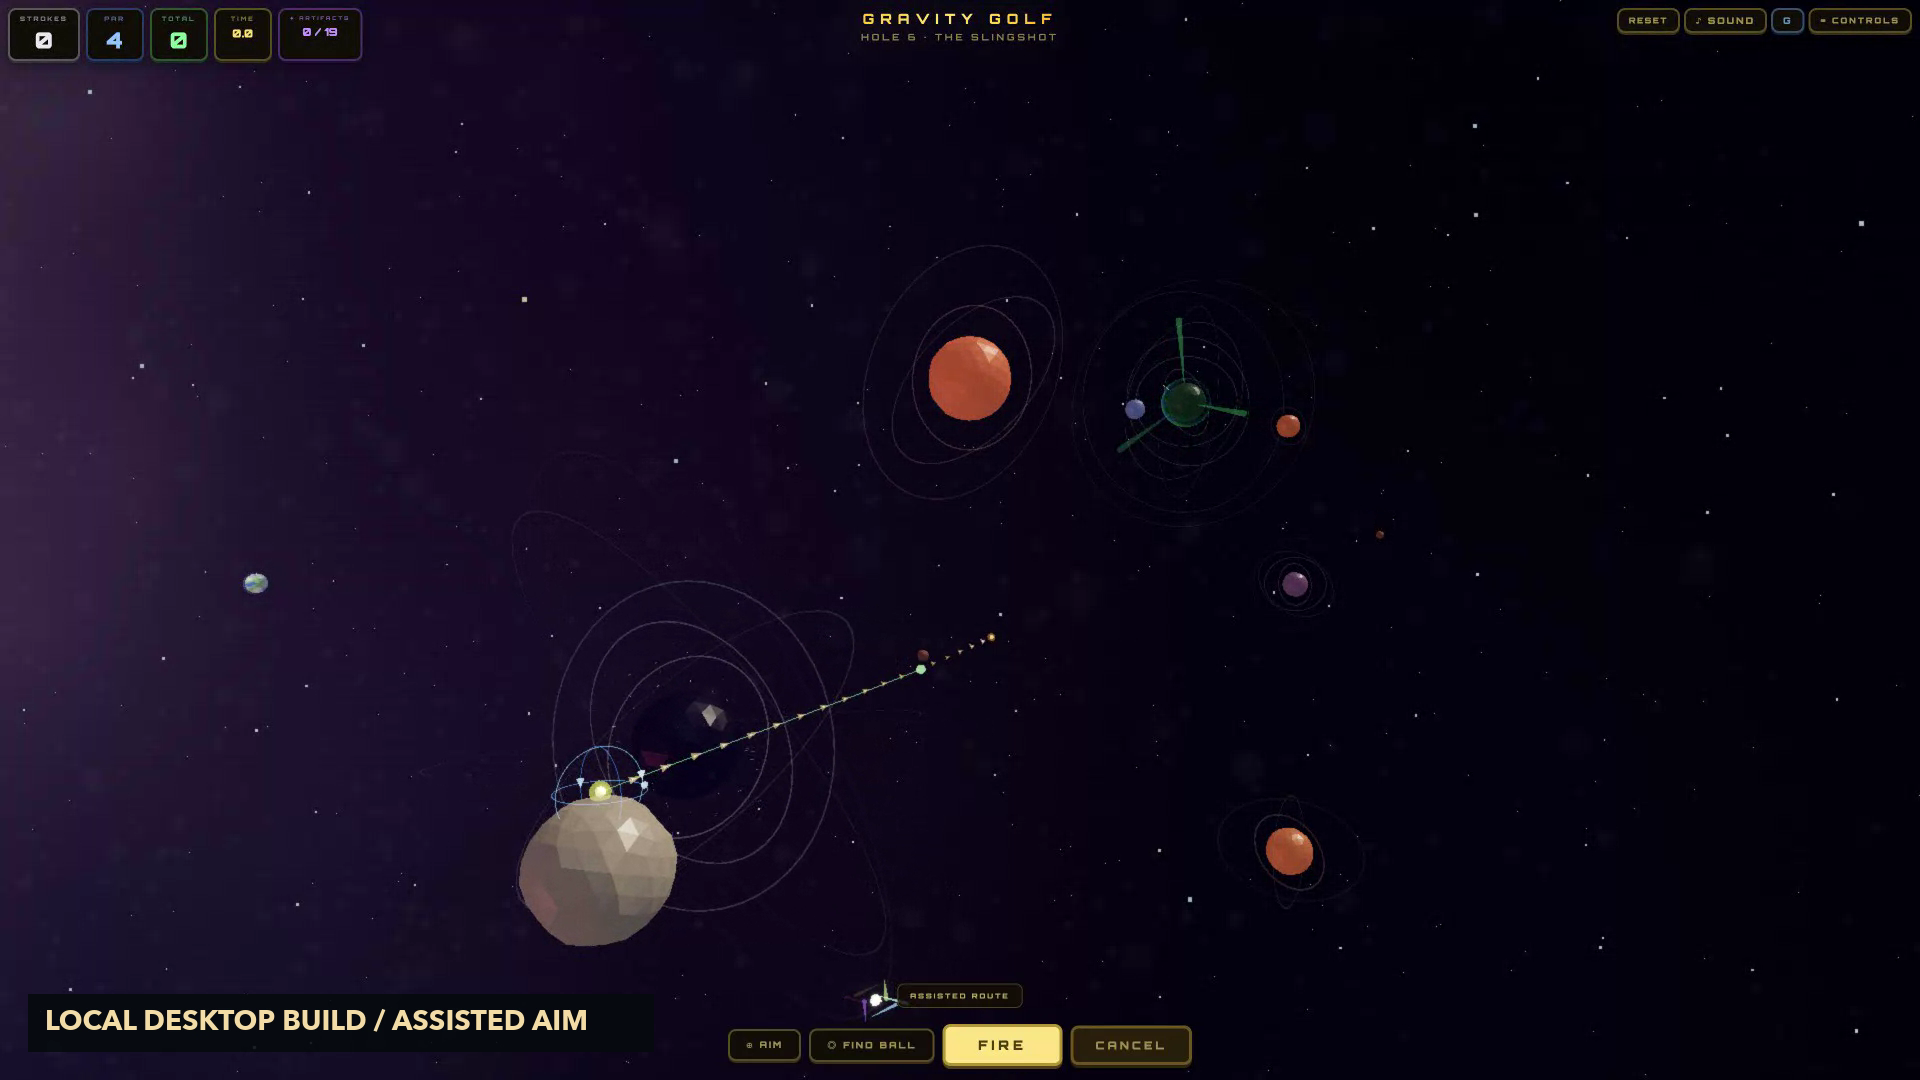 STROKES
0
PAR
4
TOTAL
0
TIME
0.0
✦ ARTIFACTS
0 / 19
GRAVITY GOLF
HOLE 6 · THE SLINGSHOT
RESET
♪ SOUND
G
CONTROLS
ASSISTED ROUTE
LOCAL DESKTOP BUILD / ASSISTED AIM
AIM
FIND BALL
FIRE
CANCEL